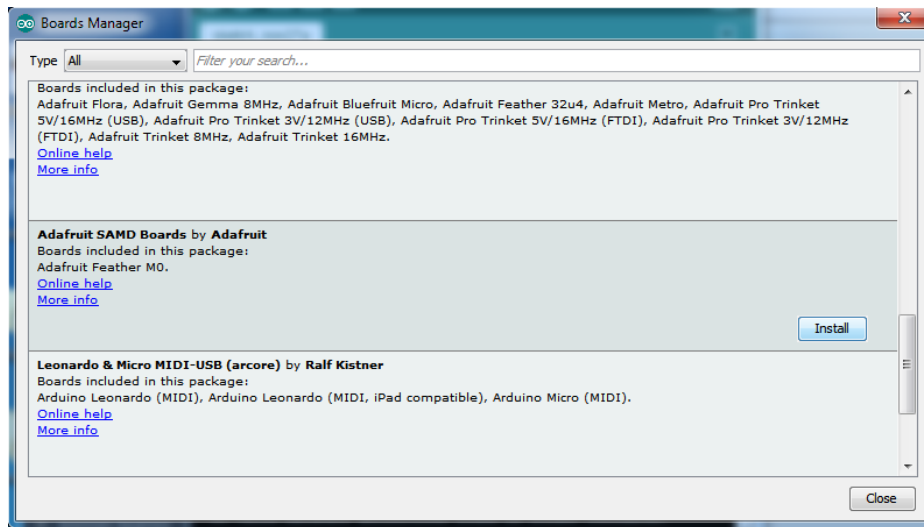 Boards Manager
Type All Filter your search...
Boards included in this package:
Adafruit Flora, Adafruit Gemma 8MHz, Adafruit Bluefruit Micro, Adafruit Feather 32u4, Adafruit Metro, Adafruit Pro Trinket
5V/16MHz (USB), Adafruit Pro Trinket 3V/12MHz (USB), Adafruit Pro Trinket 5V/16MHz (FTDI), Adafruit Pro Trinket 3V/12MHz
(FTDI), Adafruit Trinket 8MHz, Adafruit Trinket 16MHz.
Online help
More info
Adafruit SAMD Boards by Adafruit
Boards included in this package:
Adafruit Feather M0.
Online help
More info
Install
Leonardo & Micro MIDI-USB (arcore) by Ralf Kistner
Boards included in this package:
Arduino Leonardo (MIDI), Arduino Leonardo (MIDI, iPad compatible), Arduino Micro (MIDI).
Online help
More info
Close